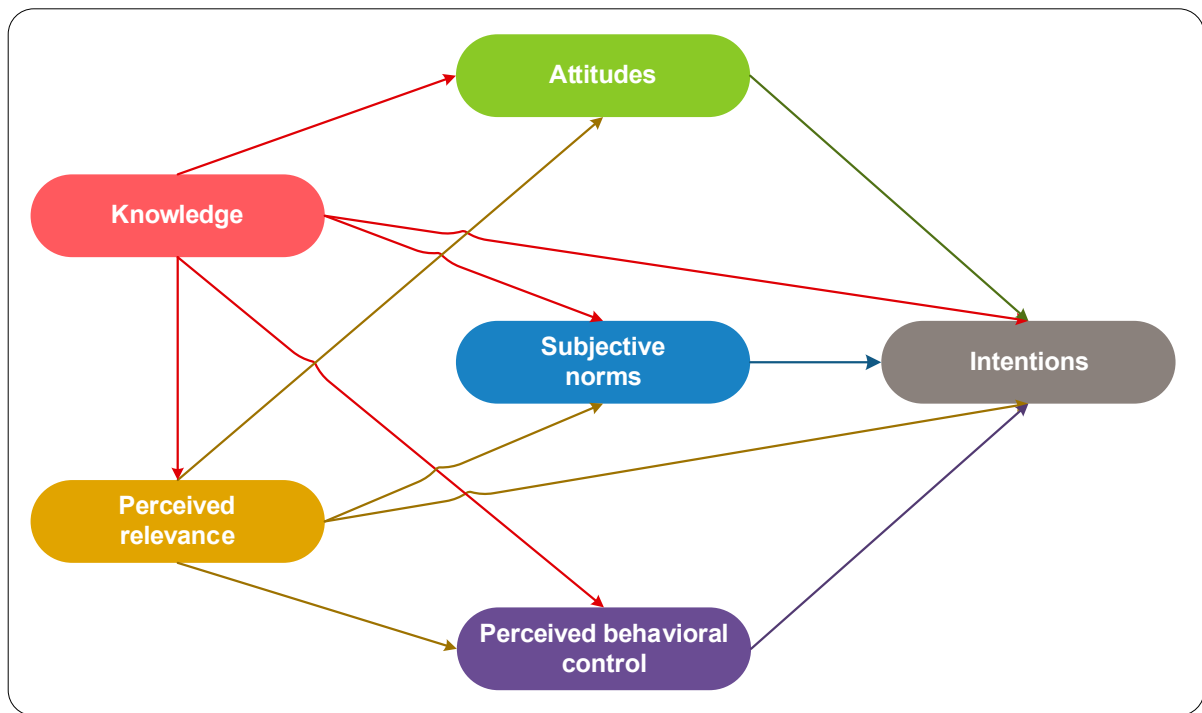 Attitudes
Knowledge
Subjective
norms
Intentions
Perceived
relevance
Perceived behavioral
control